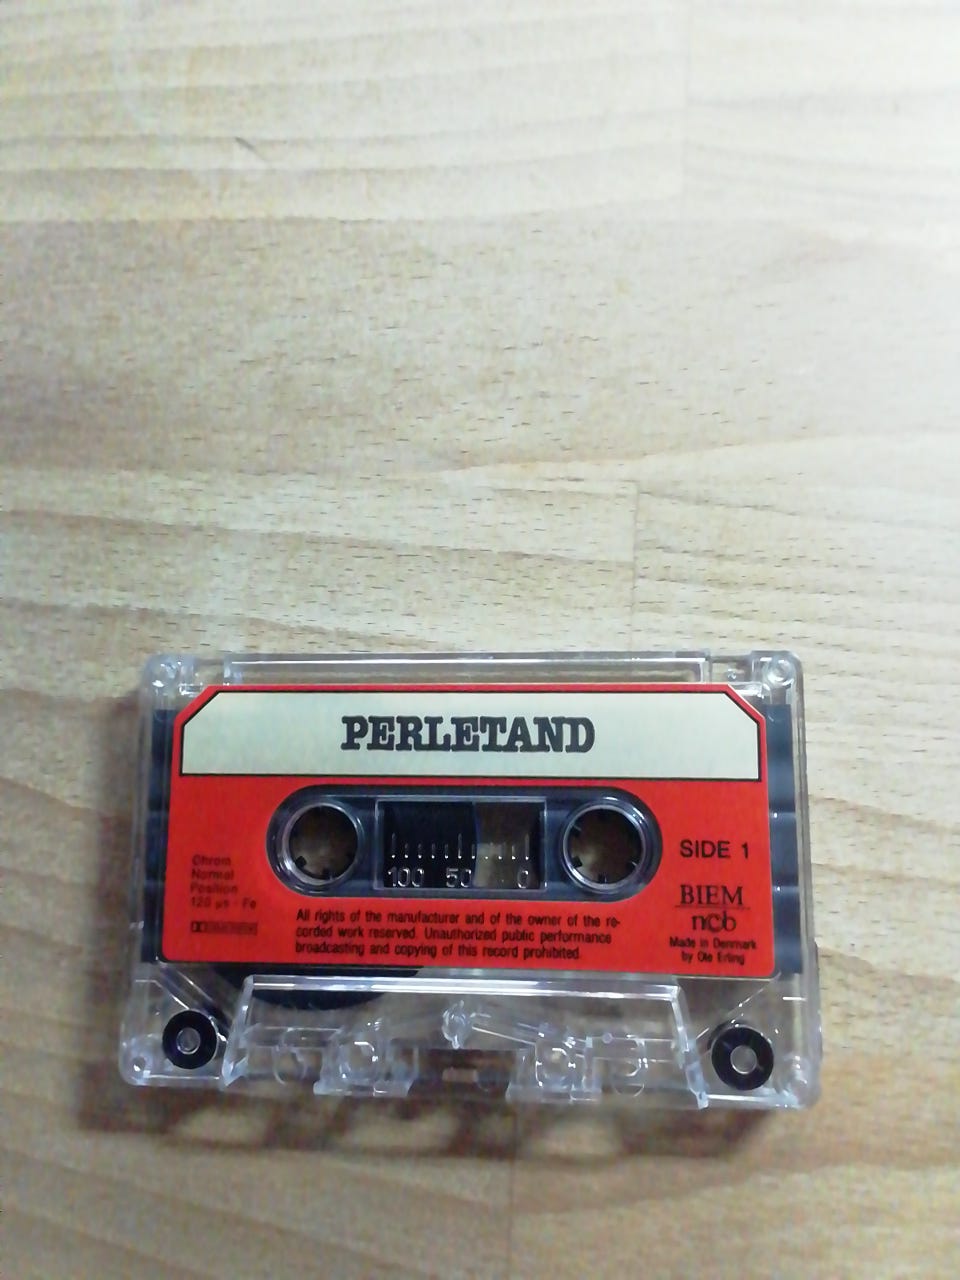 PERLETAND
SIDE 1
100 50 0
Chrom
Normal
Position
120 µs - Fe
All rights of the manufacturer and of the owner of the re-
corded work reserved. Unauthorized public performance
broadcasting and copying of this record prohibited.
BIEM
ncb
Made in Denmark
by Ole Erling